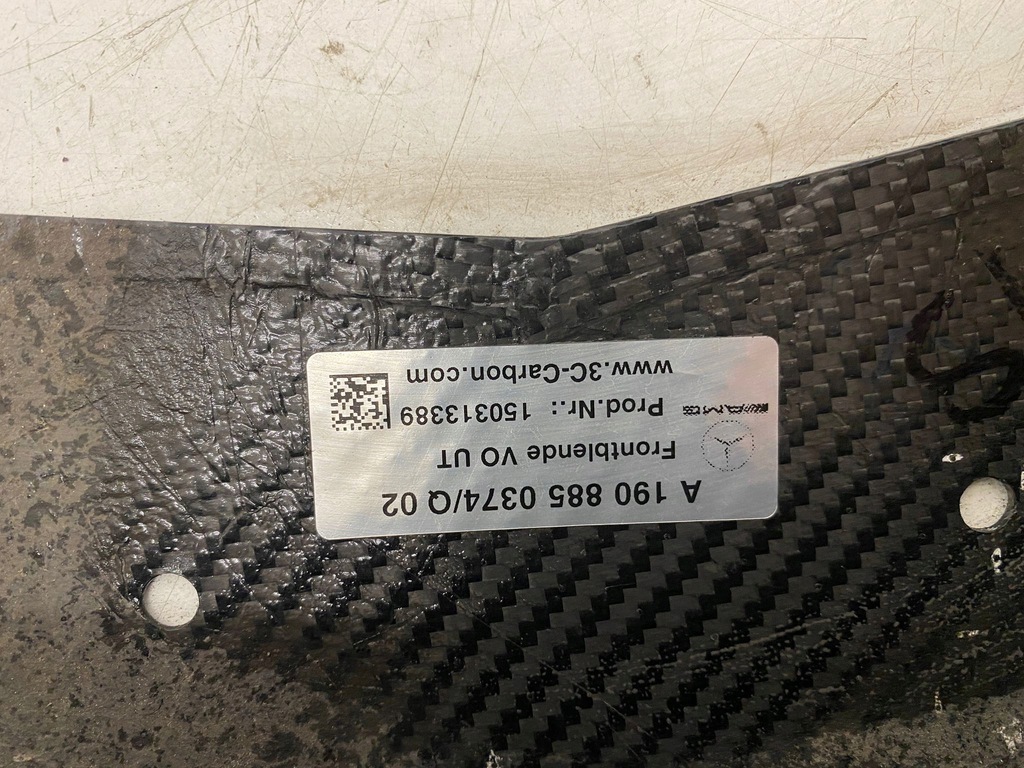 A 190 885 0374/Q 02
Frontblende VO UT
Prod.Nr.: 150313389
www.3C-Carbon.com